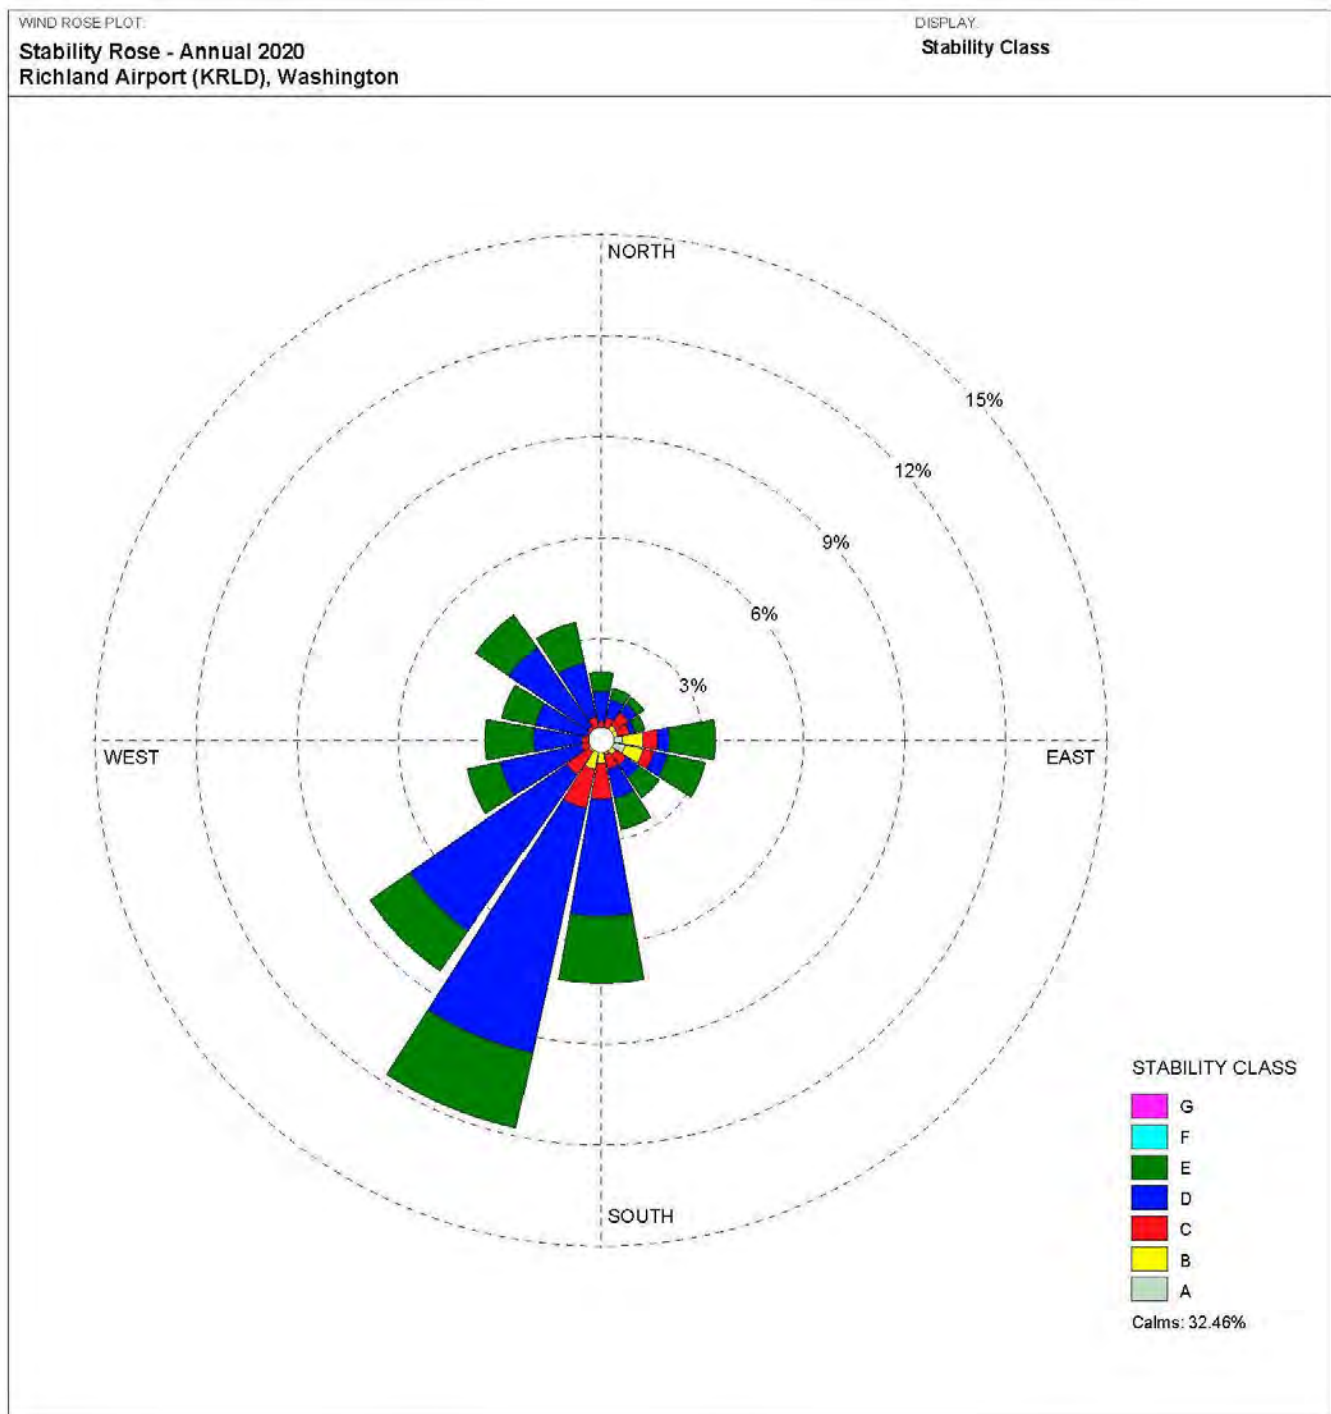 WIND ROSE PLOT:
DISPLAY:
Stability Rose - Annual 2020
Stability Class
Richland Airport (KRLD), Washington
NORTH
15%
12%
9%
6%
3%
WEST
EAST
SOUTH
STABILITY CLASS
G
F
E
D
C
B
A
Calms: 32.46%